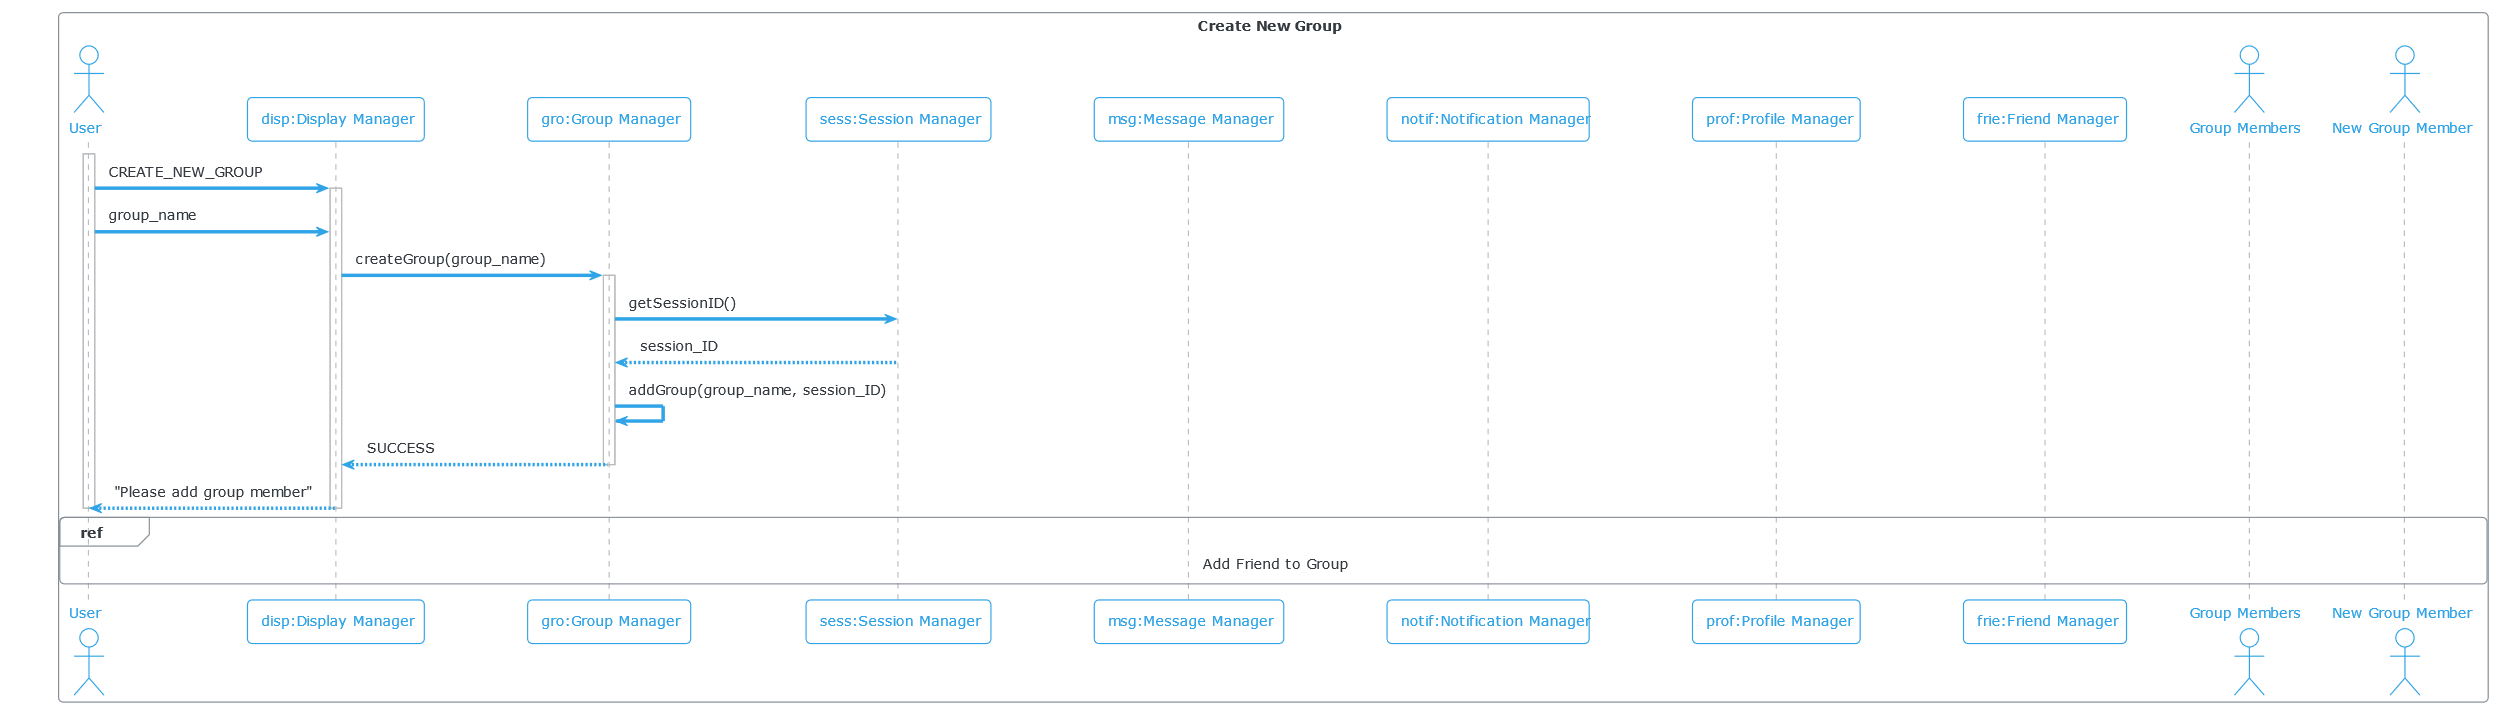 Create New Group
User
disp:Display Manager
gro:Group Manager
sess:Session Manager
msg:Message Manager
notif:Notification Manager
prof:Profile Manager
frie:Friend Manager
Group Members
New Group Member
CREATE_NEW_GROUP
group_name
createGroup(group_name)
getSessionID()
session_ID
addGroup(group_name, session_ID)
SUCCESS
"Please add group member"
ref
Add Friend to Group
User
disp:Display Manager
gro:Group Manager
sess:Session Manager
msg:Message Manager
notif:Notification Manager
prof:Profile Manager
frie:Friend Manager
Group Members
New Group Member